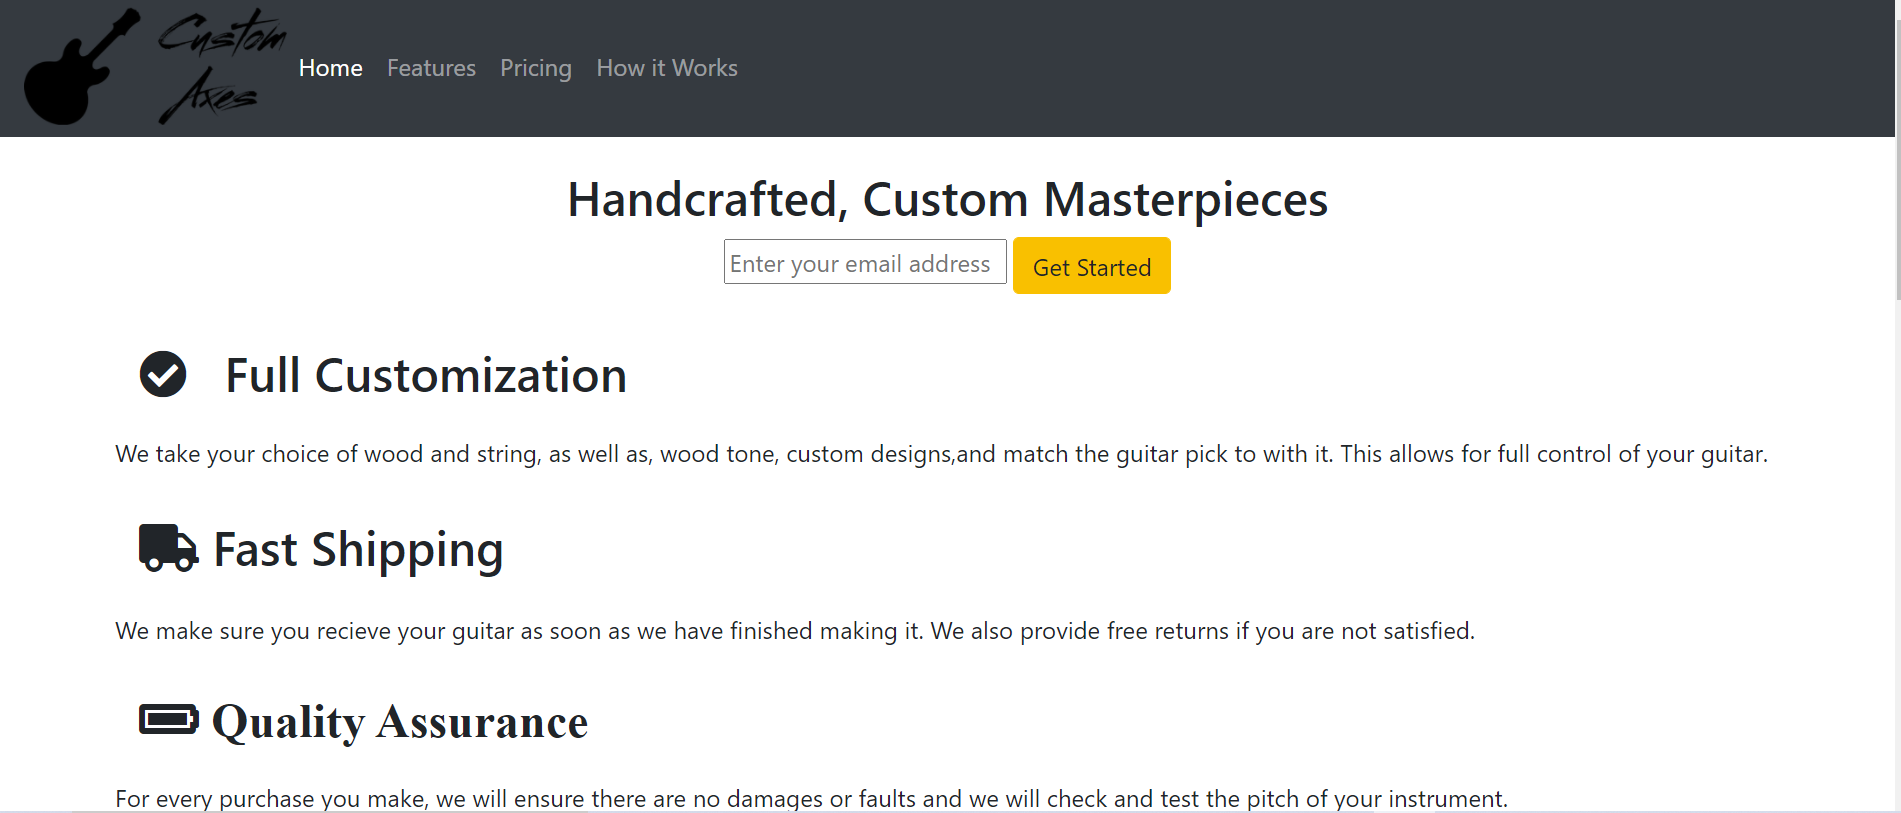 Custom
Axes
Home Features Pricing How it Works
Handcrafted, Custom Masterpieces
Enter your email address Get Started
Full Customization
We take your choice of wood and string, as well as, wood tone, custom designs,and match the guitar pick to with it. This allows for full control of your guitar.
Fast Shipping
We make sure you recieve your guitar as soon as we have finished making it. We also provide free returns if you are not satisfied.
Quality Assurance
For every purchase you make, we will ensure there are no damages or faults and we will check and test the pitch of your instrument.